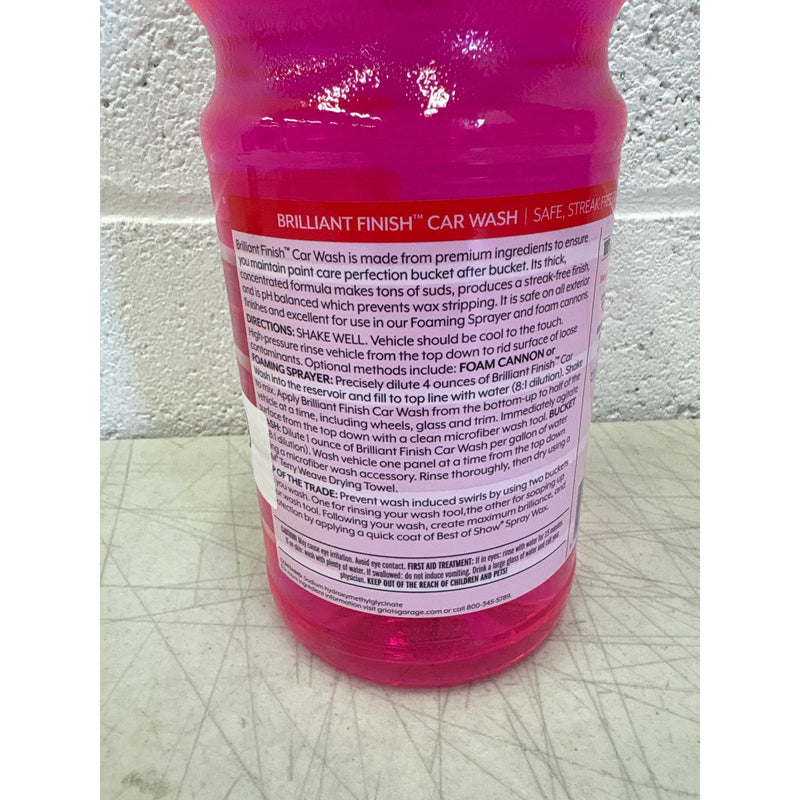 BRILLIANT FINISH™ CAR WASH | SAFE, STREAK-FREE
Brilliant Finish™ Car Wash is made from premium ingredients to ensure
you maintain paint care perfection bucket after bucket. Its thick,
concentrated formula makes tons of suds, produces a streak-free finish,
and is pH balanced which prevents wax stripping. It is safe on all exterior
finishes and excellent for use in our Foaming Sprayer and foam cannons.
DIRECTIONS: SHAKE WELL. Vehicle should be cool to the touch.
High-pressure rinse vehicle from the top down to rid surface of loose
contaminants. Optional methods include: FOAM CANNON or
FOAMING SPRAYER: Precisely dilute 4 ounces of Brilliant Finish™ Car
Wash into the reservoir and fill to top line with water (8:1 dilution). Shake
to mix. Apply Brilliant Finish Car Wash from the bottom-up to half of the
vehicle at a time, including wheels, glass and trim. Immediately agitate
surface from the top down with a clean microfiber wash tool. BUCKET
ASH: Dilute 1 ounce of Brilliant Finish Car Wash per gallon of water
8:1 dilution). Wash vehicle one panel at a time from the top down
ng a microfiber wash accessory. Rinse thoroughly, then dry using a
Terry Weave Drying Towel.
P OF THE TRADE: Prevent wash induced swirls by using two buckets
you wash. One for rinsing your wash tool, the other for soaping up
your wash tool. Following your wash, create maximum brilliance, and
protection by applying a quick coat of Best of Show® Spray Wax.
CAUTION! May cause eye irritation. Avoid eye contact. FIRST AID TREATMENT: If in eyes: rinse with water for 15 minutes.
If on skin: wash with plenty of water. If swallowed: do not induce vomiting. Drink a large glass of water and call your
physician. KEEP OUT OF THE REACH OF CHILDREN AND PETS!
Sodium hydroxymethylglycinate
ingredient information visit griotsgarage.com or call 800-345-5789.